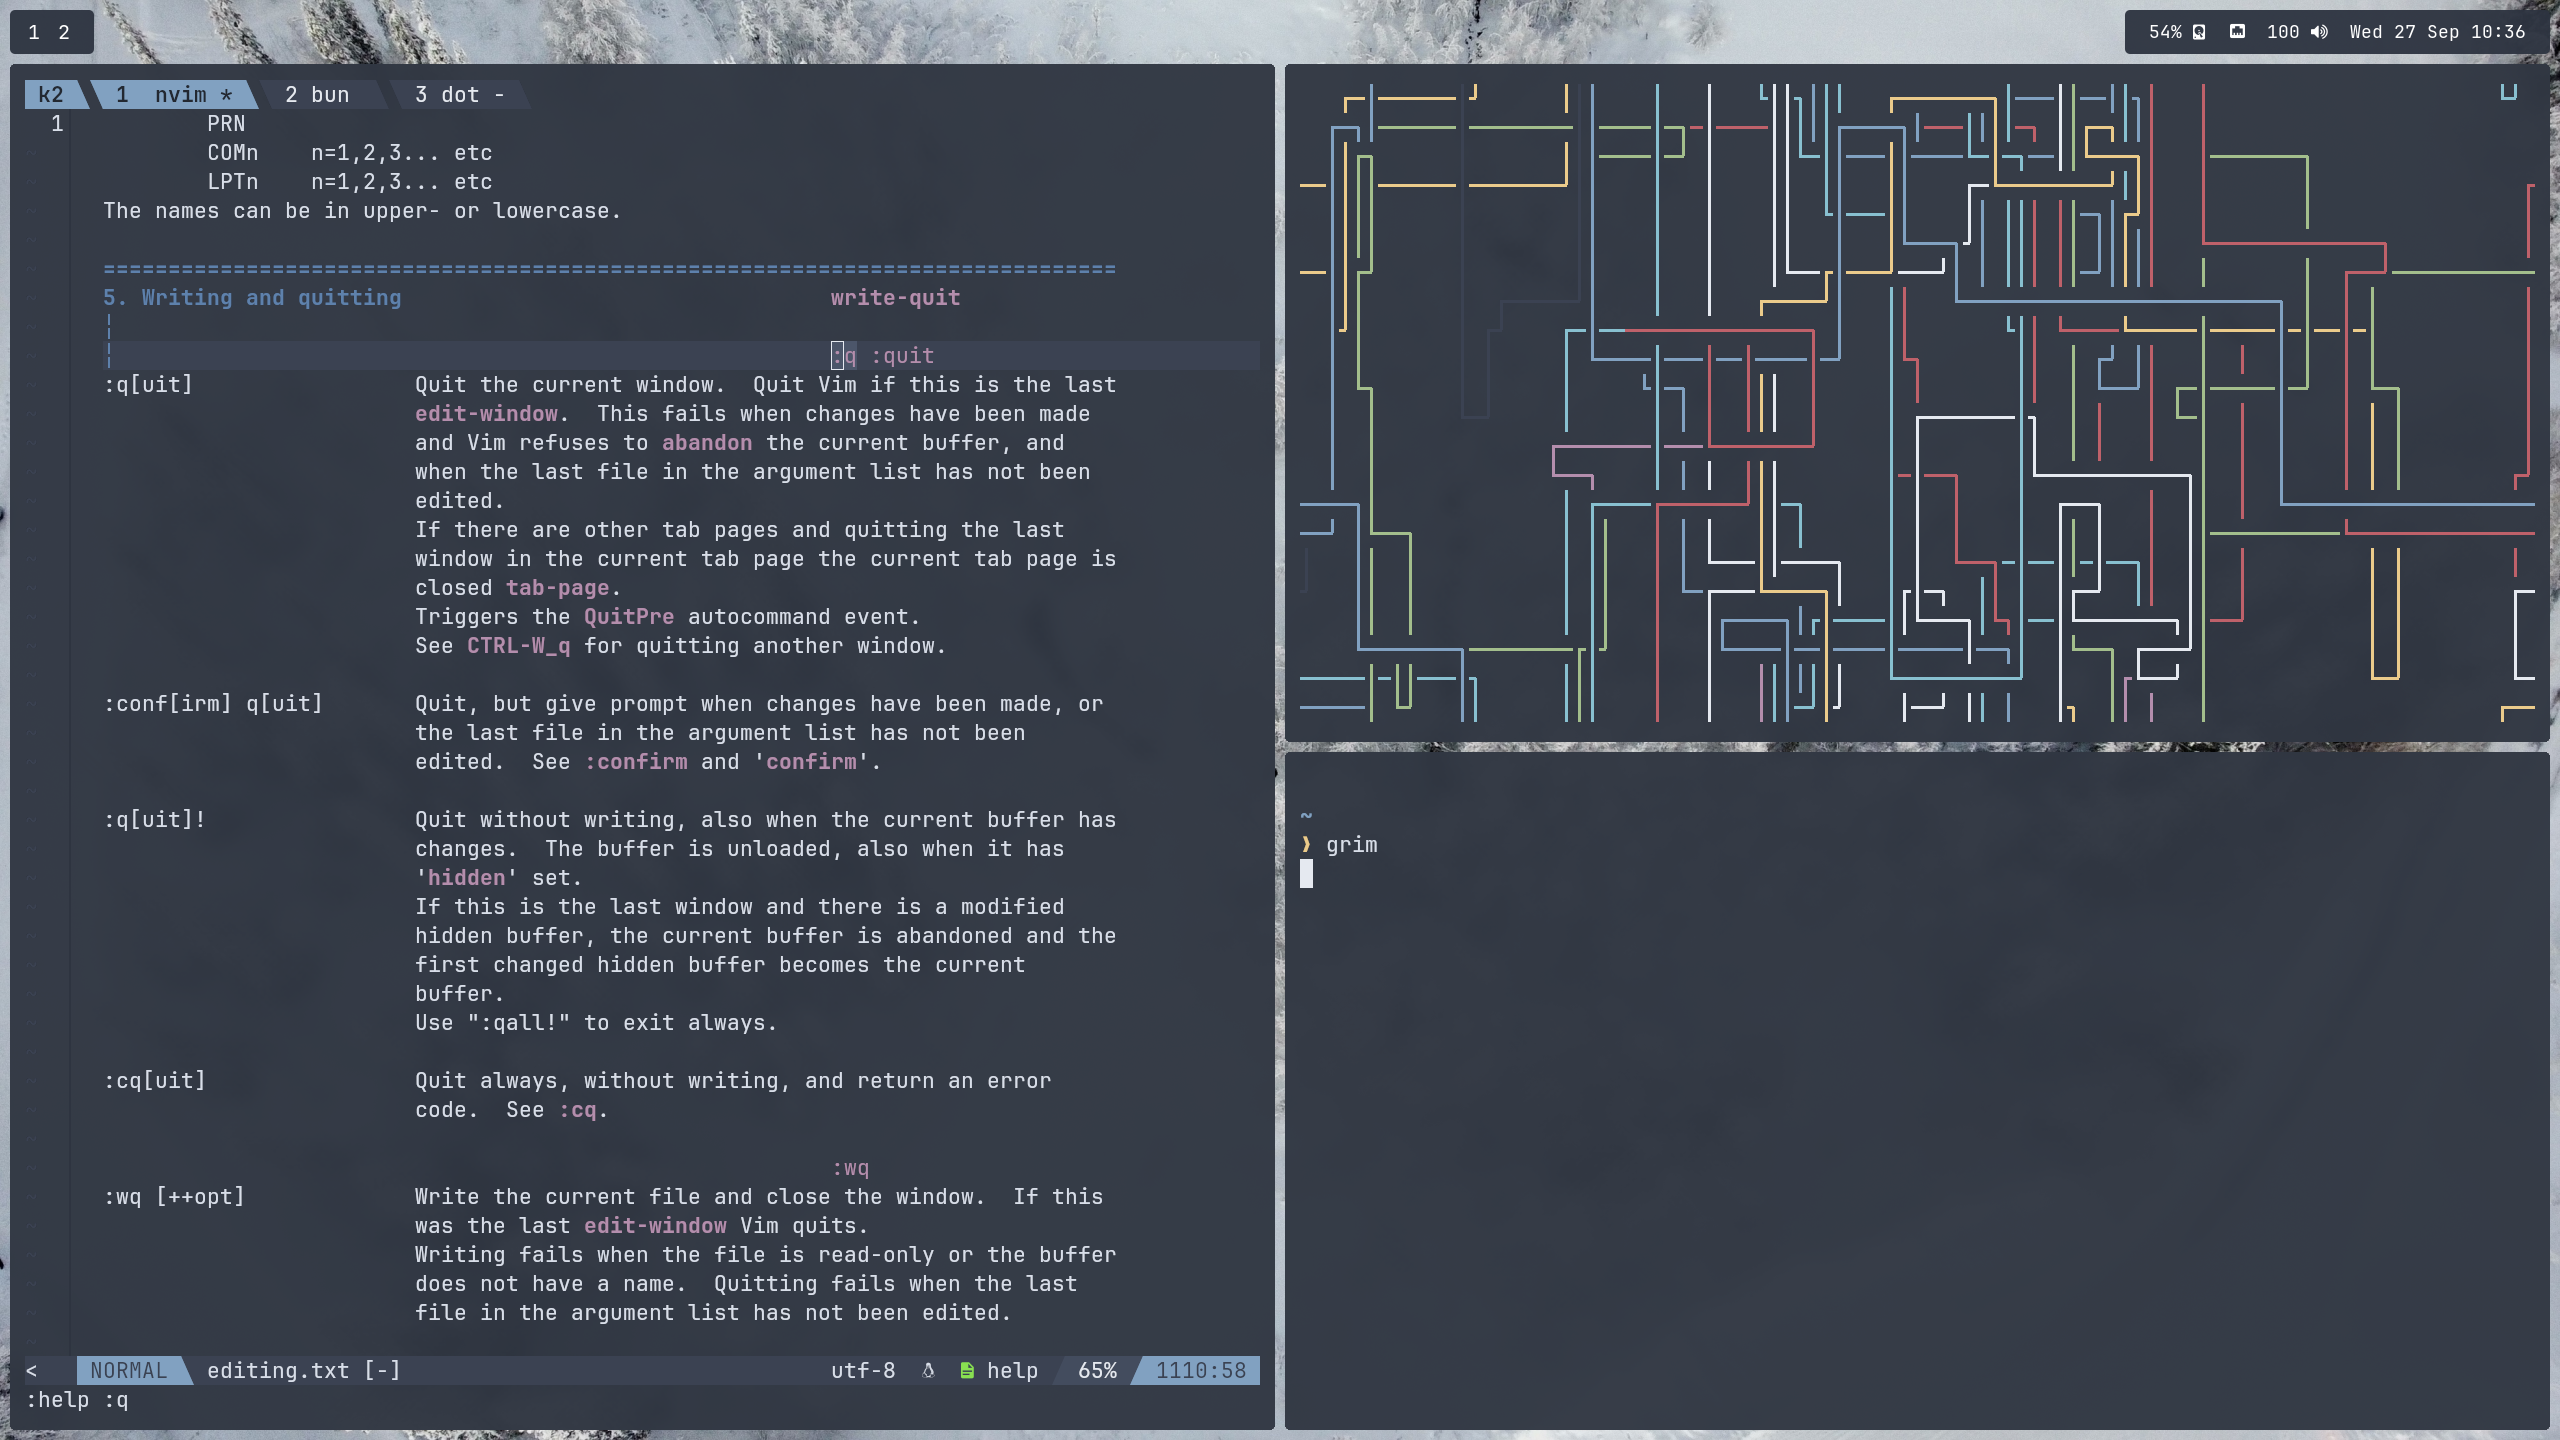 1 2
54% 100 Wed 27 Sep 10:36
k2 1 nvim * 2 bun 3 dot -
1 PRN
COMn n=1,2,3... etc
LPTn n=1,2,3... etc
The names can be in upper- or lowercase.
==============================================================================
5. Writing and quitting write-quit
:q :quit
:q[uit] Quit the current window. Quit Vim if this is the last
edit-window. This fails when changes have been made
and Vim refuses to abandon the current buffer, and
when the last file in the argument list has not been
edited.
If there are other tab pages and quitting the last
window in the current tab page the current tab page is
closed tab-page.
Triggers the QuitPre autocommand event.
See CTRL-W_q for quitting another window.
:conf[irm] q[uit] Quit, but give prompt when changes have been made, or
the last file in the argument list has not been
edited. See :confirm and 'confirm'.
:q[uit]! Quit without writing, also when the current buffer has
changes. The buffer is unloaded, also when it has
'hidden' set.
If this is the last window and there is a modified
hidden buffer, the current buffer is abandoned and the
first changed hidden buffer becomes the current
buffer.
Use ":qall!" to exit always.
:cq[uit] Quit always, without writing, and return an error
code. See :cq.
:wq
:wq [++opt] Write the current file and close the window. If this
was the last edit-window Vim quits.
Writing fails when the file is read-only or the buffer
does not have a name. Quitting fails when the last
file in the argument list has not been edited.
< NORMAL editing.txt [-] utf-8 help 65% 1110:58
:help :q
~
❯ grim